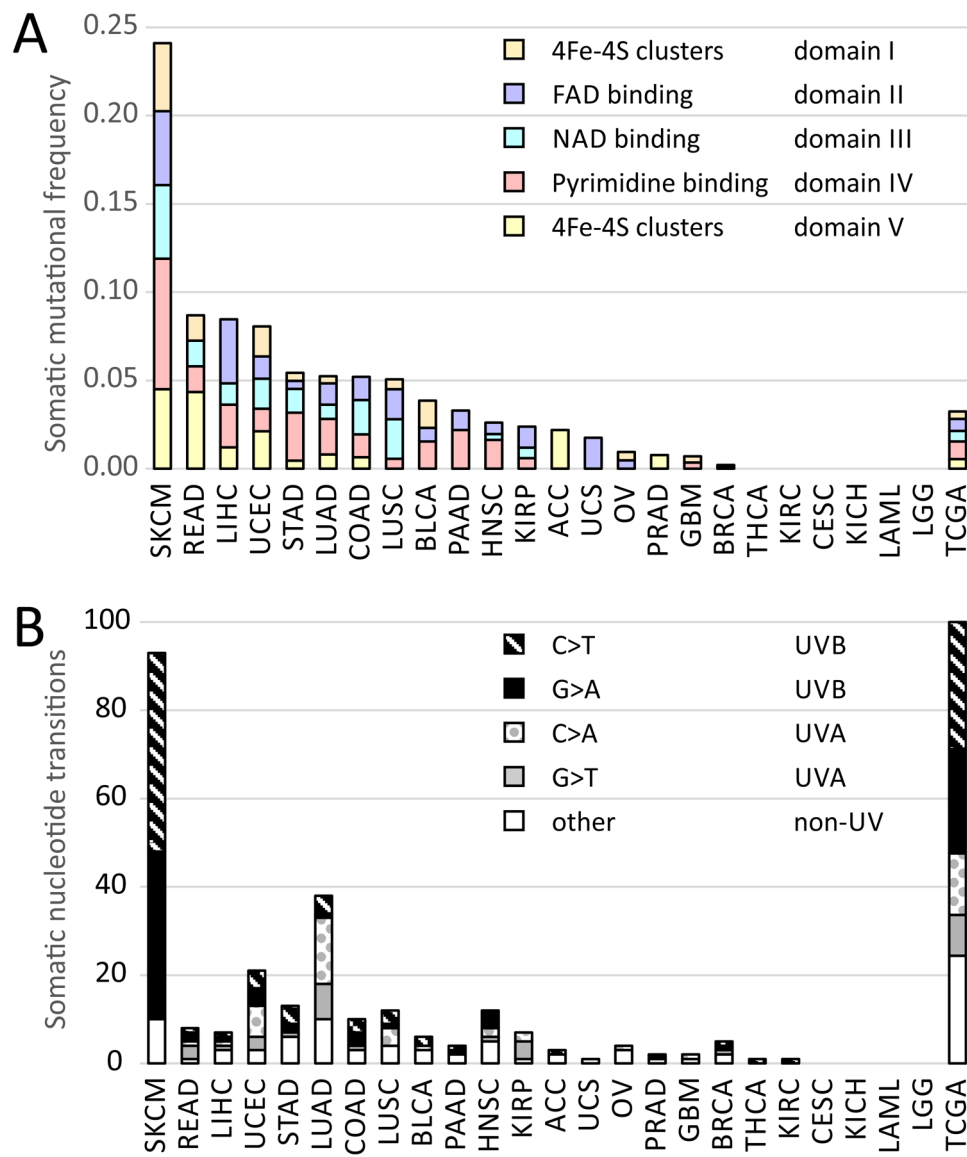 A
Somatic mutational frequency
0.25
0.20
0.15
0.10
0.05
0.00
4Fe-4S clusters domain I
FAD binding domain II
NAD binding domain III
Pyrimidine binding domain IV
4Fe-4S clusters domain V
SKCM READ LIHC UCEC STAD LUAD COAD LUSC BLCA PAAD HNSC KIRP ACC UCS OV PRAD GBM BRCA THCA KIRC CESC KICH LAML LGG TCGA
B
Somatic nucleotide transitions
100
80
60
40
20
0
C>T UVB
G>A UVB
C>A UVA
G>T UVA
other non-UV
SKCM READ LIHC UCEC STAD LUAD COAD LUSC BLCA PAAD HNSC KIRP ACC UCS OV PRAD GBM BRCA THCA KIRC CESC KICH LAML LGG TCGA